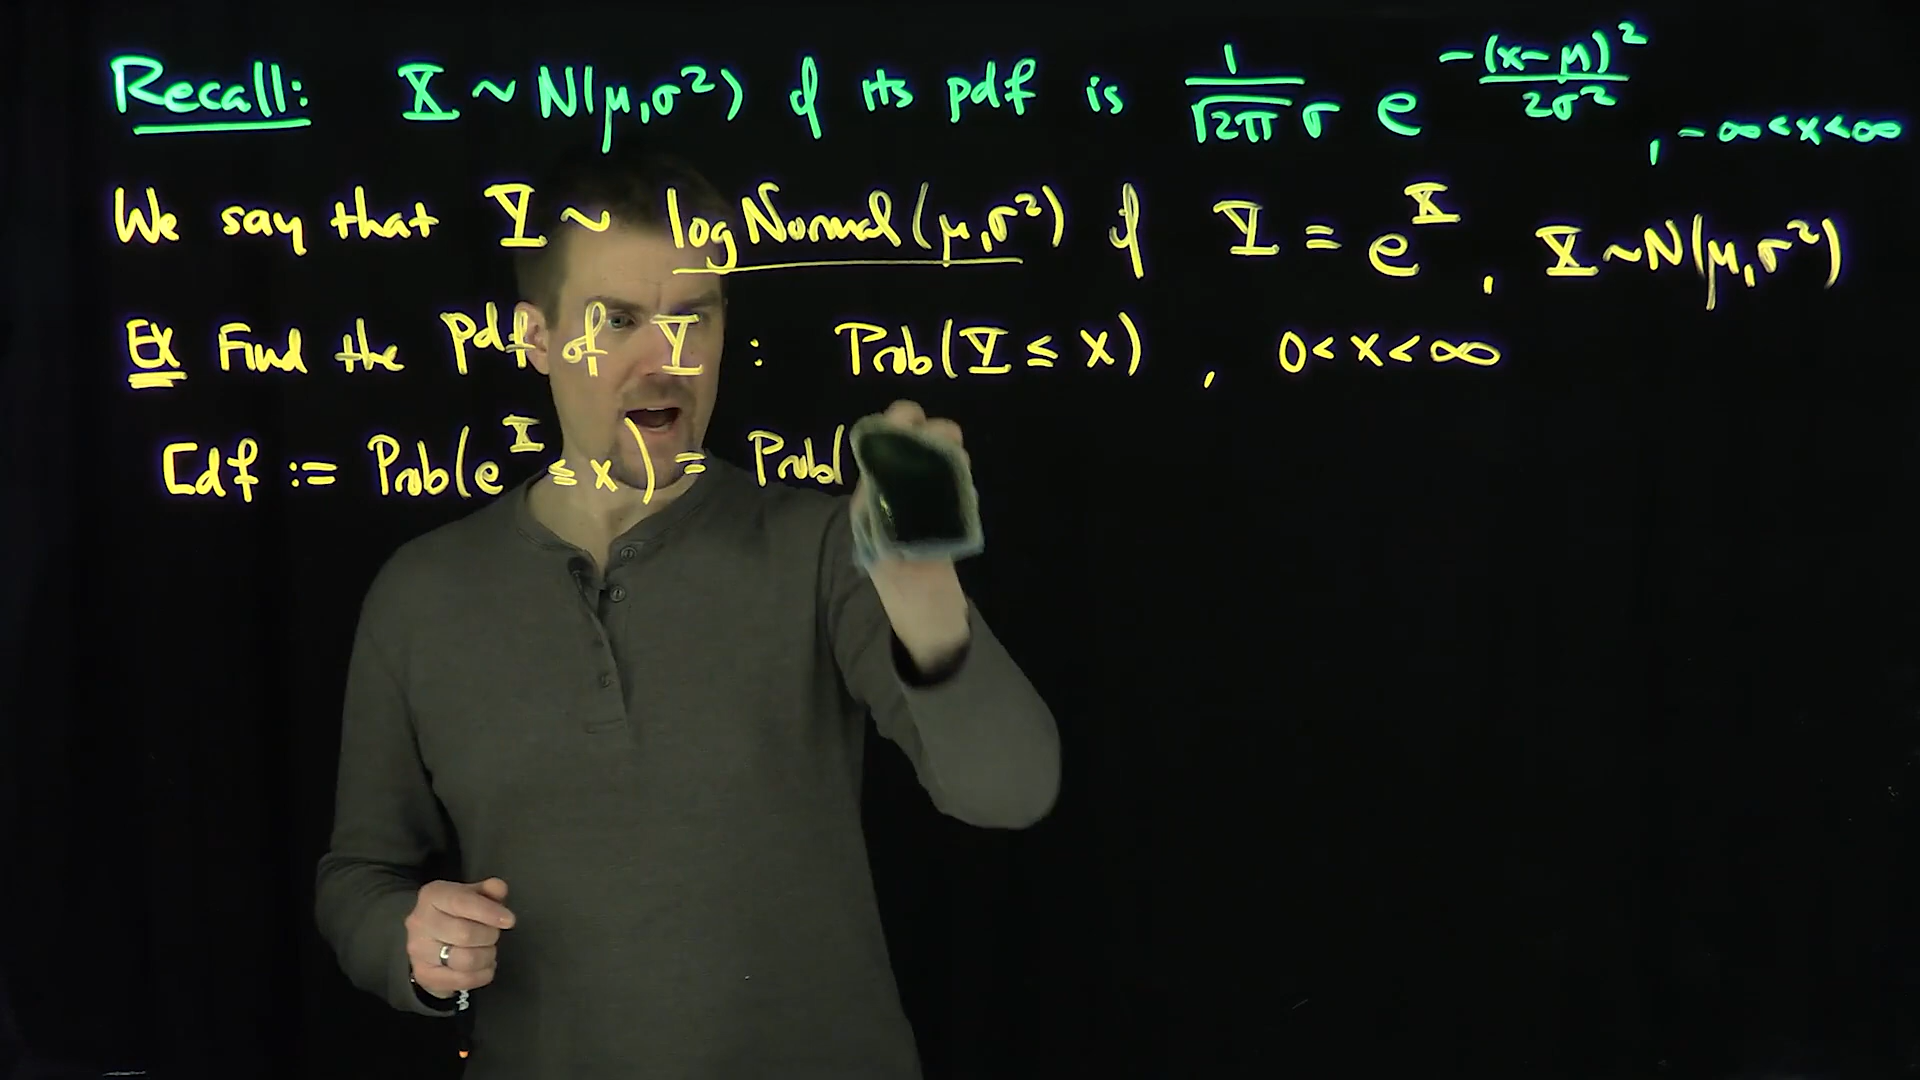 Recall: X ~ N(μ,σ²) if its pdf is 1/(√2π σ) e^(-(x-μ)²/2σ²), -∞<x<∞
We say that Y ~ logNormal(μ,σ²) if Y = e^X, X~N(μ,σ²)
Ex Find the pdf of Y : Prob(Y ≤ x), 0<x<∞
Cdf := Prob(e^X ≤ x) = Prob(